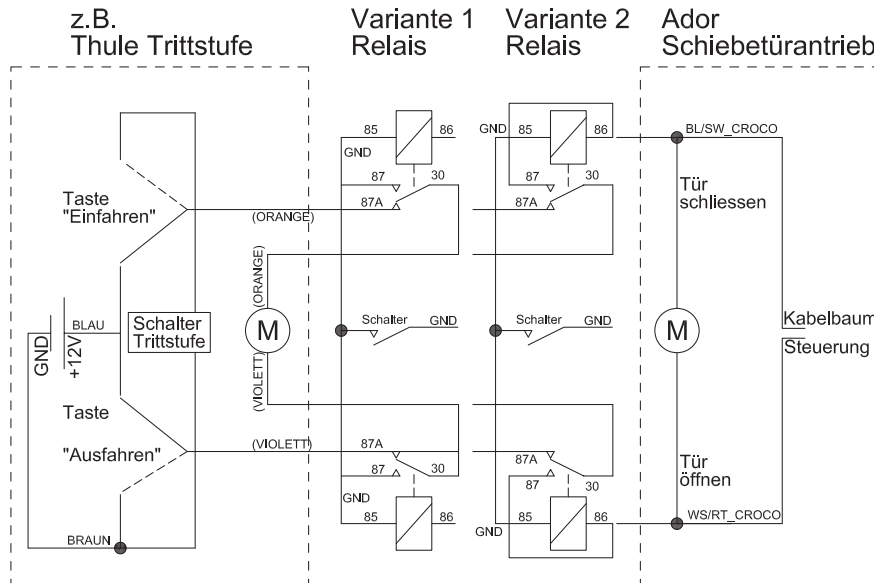 z.B.
Thule Trittstufe
Variante 1
Relais
Variante 2
Relais
Ador
Schiebetürantrieb
85
86
GND
85
86
GND
BL/SW_CROCO
87
30
87A
87
30
87A
Taste
"Einfahren"
(ORANGE)
Tür
schliessen
(ORANGE)
BLAU
GND
+12V
Schalter
Trittstufe
M
Schalter
GND
Schalter
GND
M
Kabelbaum
Steuerung
(VIOLETT)
Taste
"Ausfahren"
(VIOLETT)
87A
87
30
87A
87
30
Tür
öffnen
GND
85
86
GND
85
86
WS/RT_CROCO
BRAUN